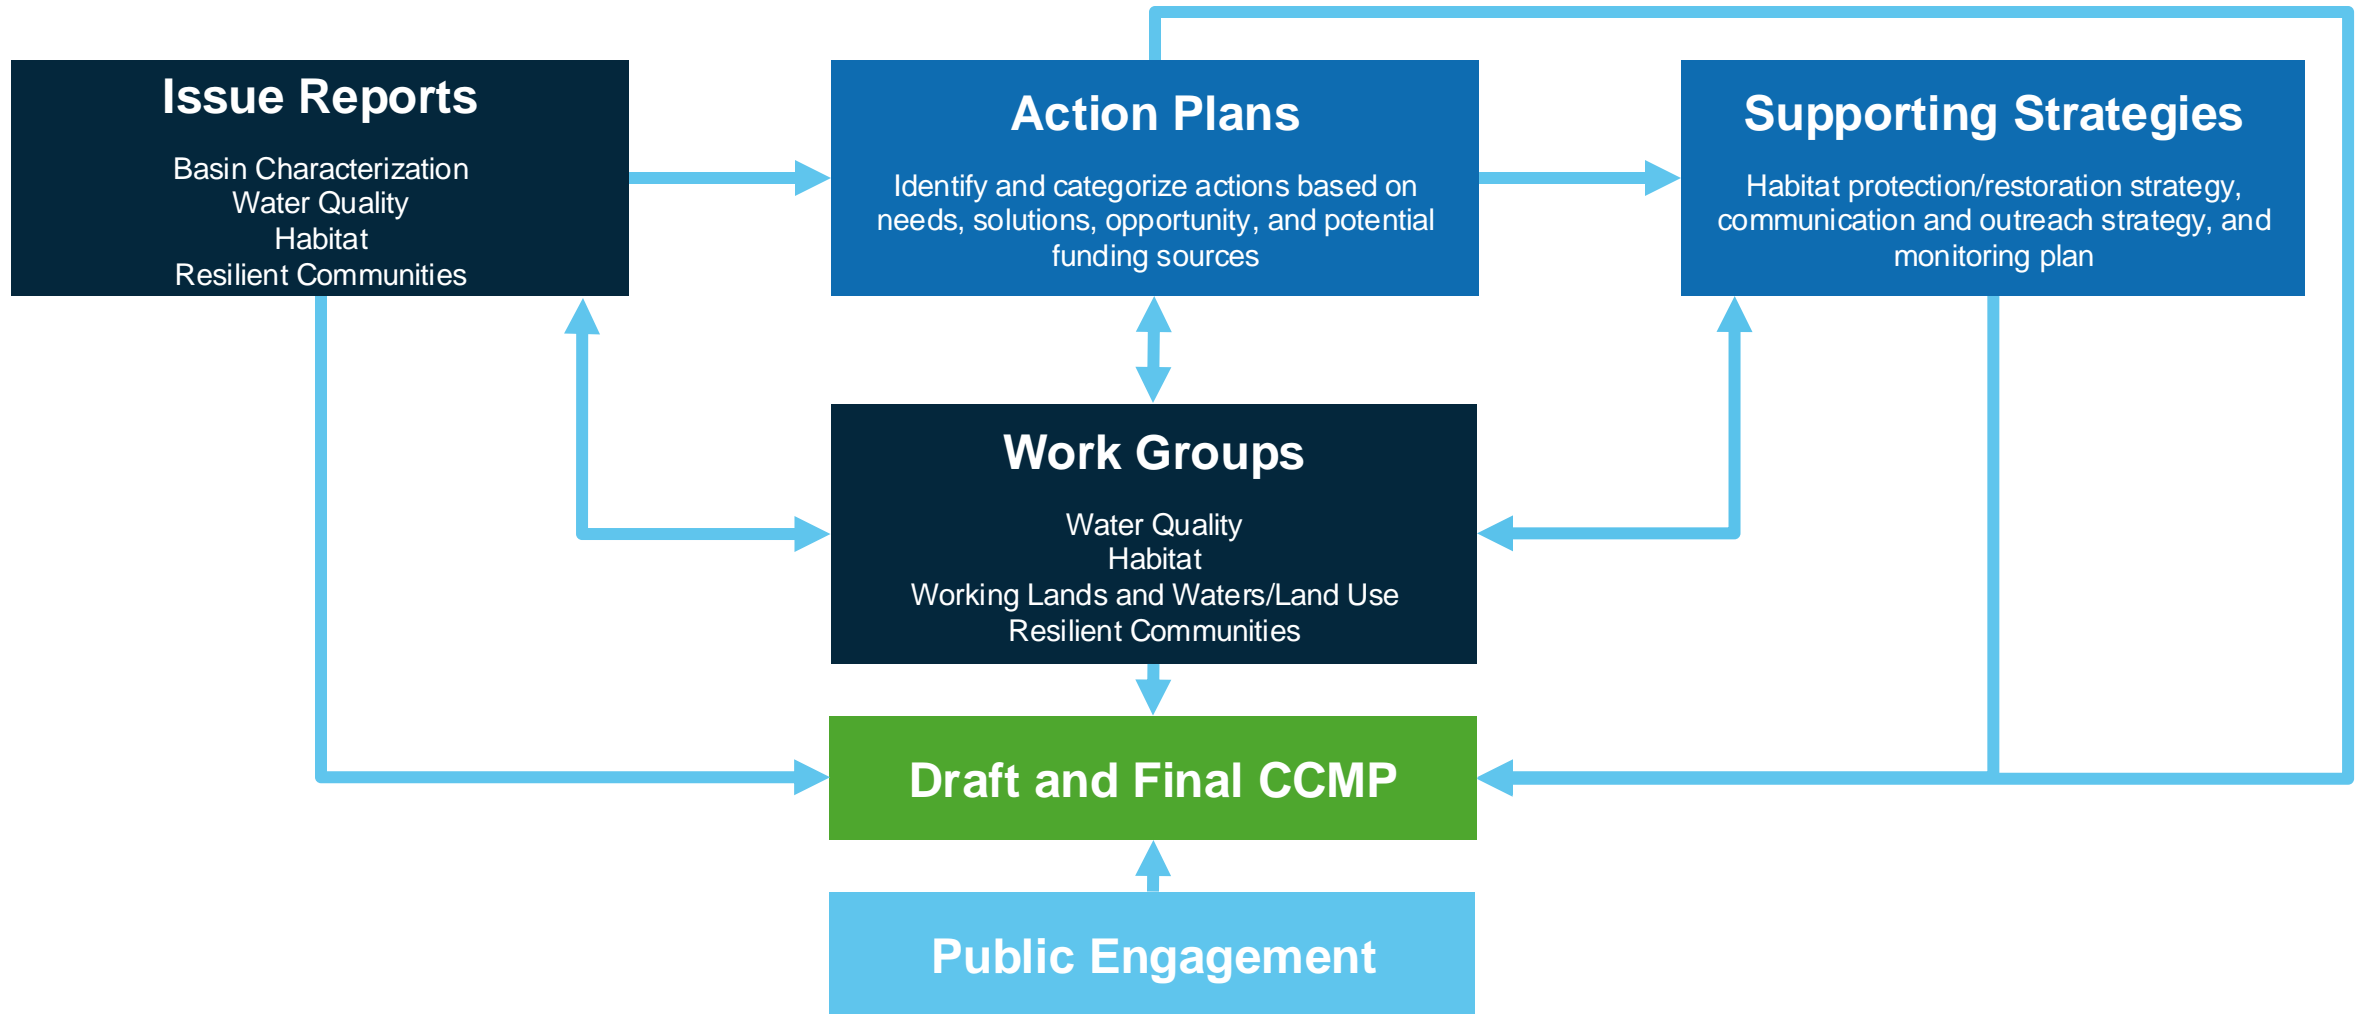 Issue Reports
Basin Characterization
Water Quality
Habitat
Resilient Communities
Action Plans
Identify and categorize actions based on
needs, solutions, opportunity, and potential
funding sources
Supporting Strategies
Habitat protection/restoration strategy,
communication and outreach strategy, and
monitoring plan
Work Groups
Water Quality
Habitat
Working Lands and Waters/Land Use
Resilient Communities
Draft and Final CCMP
Public Engagement